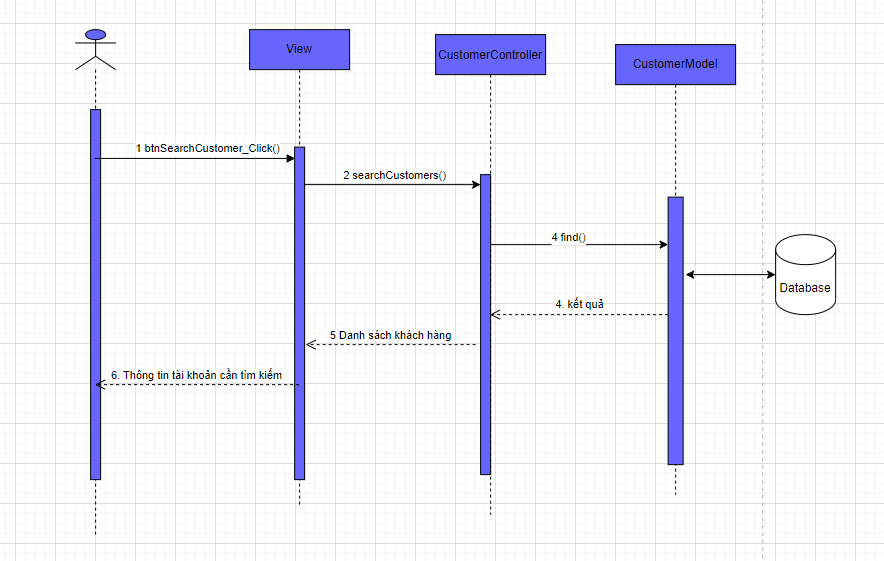 View
CustomerController
CustomerModel
1 btnSearchCustomer_Click()
2 searchCustomers()
4 find()
Database
4. kết quả
5 Danh sách khách hàng
6. Thông tin tài khoản cần tìm kiếm